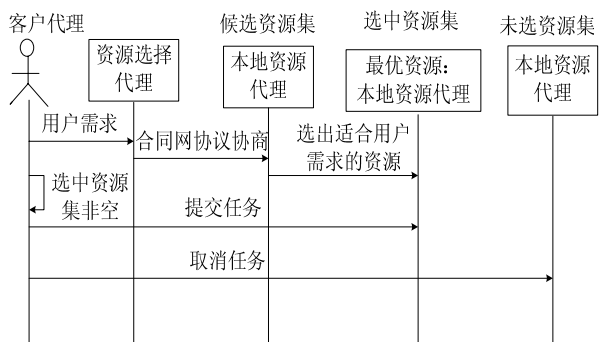 客户代理
候选资源集
选中资源集
未选资源集
资源选择
代理
本地资源
代理
最优资源：
本地资源代理
本地资源
代理
用户需求
合同网协议协商
选出适合用户
需求的资源
选中资源
集非空
提交任务
取消任务